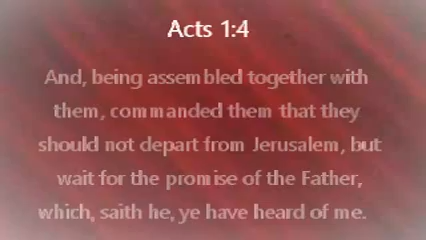 Acts 1:4
And, being assembled together with
them, commanded them that they
should not depart from Jerusalem, but
wait for the promise of the Father,
which, saith he, ye have heard of me.